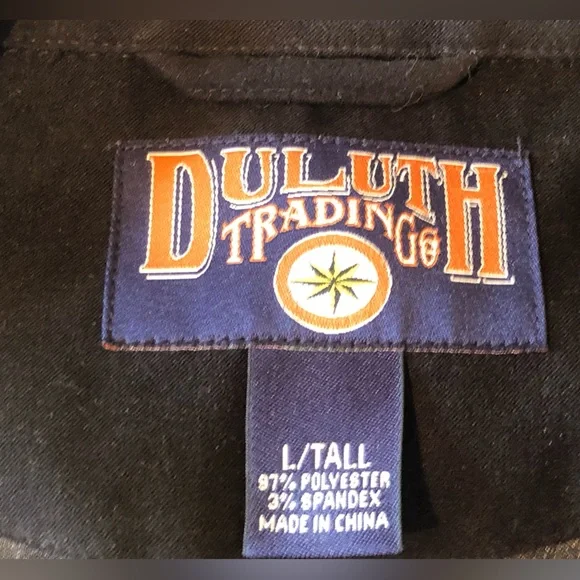 DULUTH
TRADING Co
L/TALL
97% POLYESTER
3% SPANDEX
MADE IN CHINA